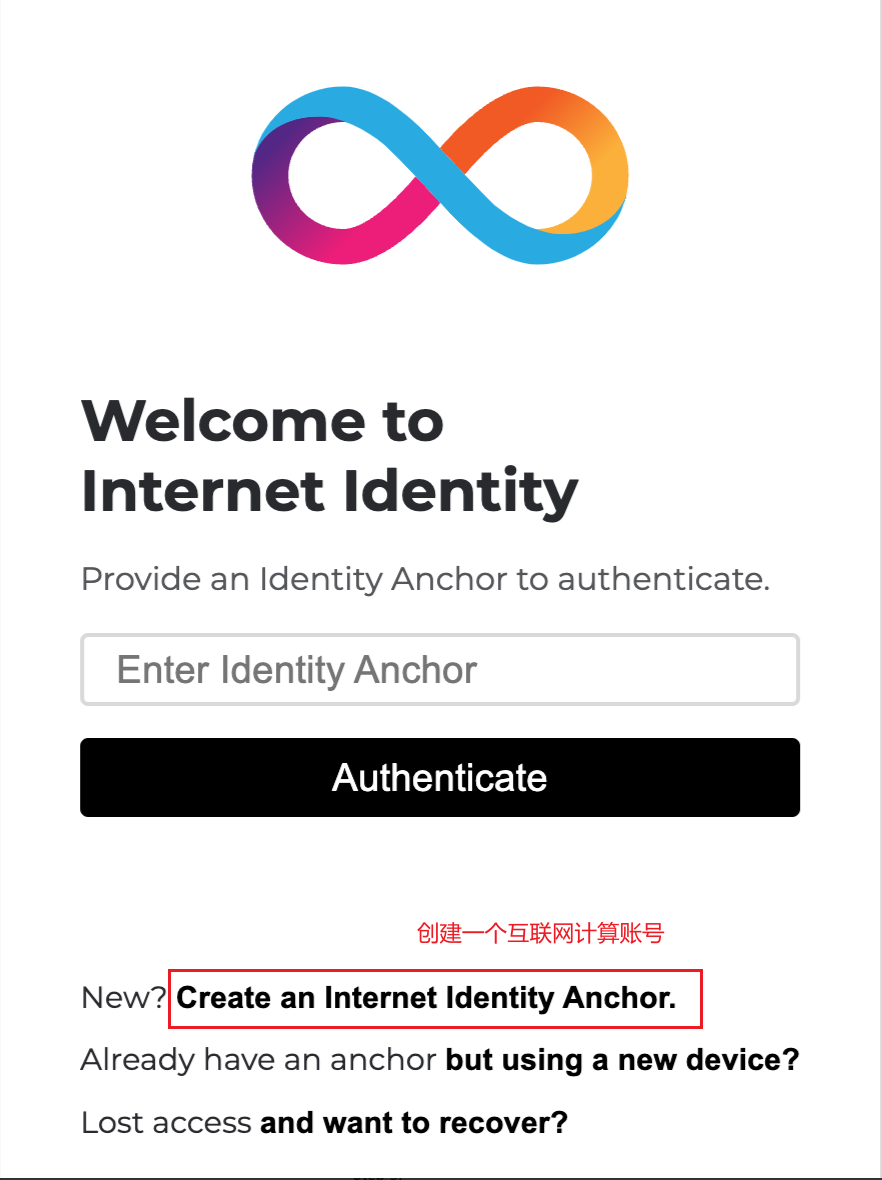 Welcome to
Internet Identity
Provide an Identity Anchor to authenticate.
Enter Identity Anchor
Authenticate
创建一个互联网计算账号
New? Create an Internet Identity Anchor.
Already have an anchor but using a new device?
Lost access and want to recover?